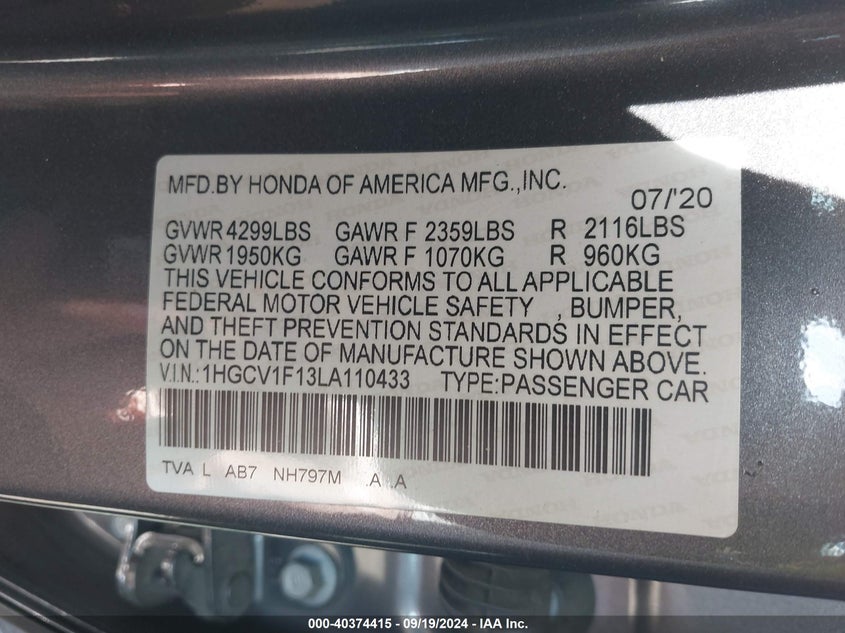 MFD.BY HONDA OF AMERICA MFG.,INC.
07/'20
GVWR 4299LBS GAWR F 2359LBS R 2116LBS
GVWR 1950KG GAWR F 1070KG R 960KG
THIS VEHICLE CONFORMS TO ALL APPLICABLE
FEDERAL MOTOR VEHICLE SAFETY , BUMPER,
AND THEFT PREVENTION STANDARDS IN EFFECT
ON THE DATE OF MANUFACTURE SHOWN ABOVE.
V.I.N.:1HGCV1F13LA110433 TYPE:PASSENGER CAR
TVA L AB7 NH797M .A .A
000-40374415 - 09/19/2024 - IAA Inc.